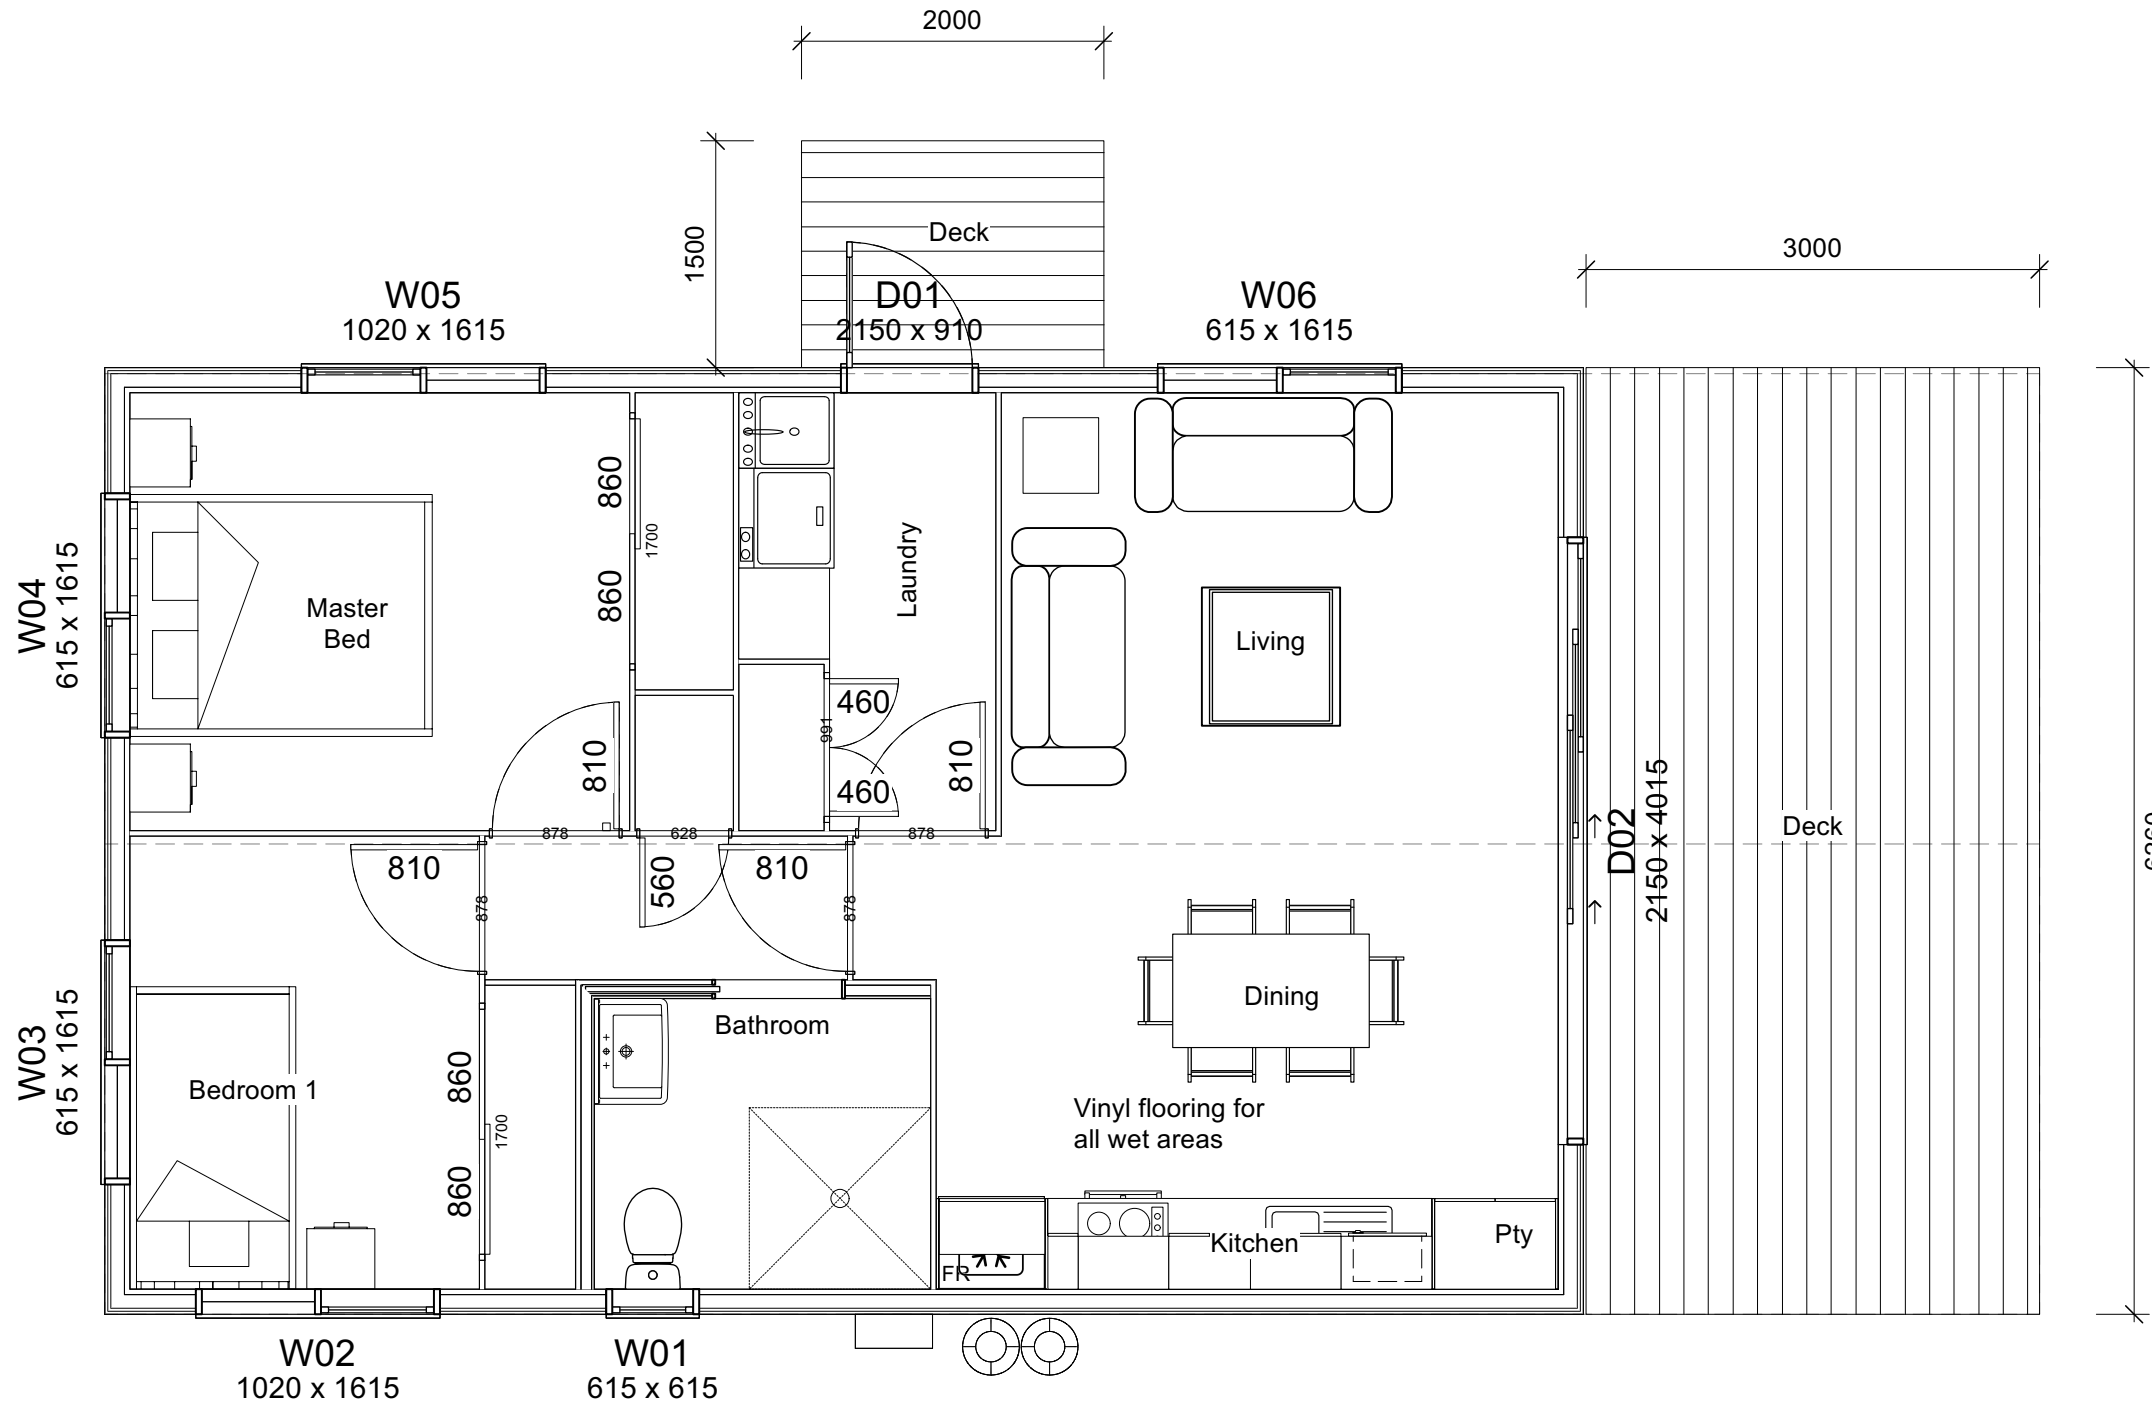 2000
1500
Deck
3000
W05
1020 x 1615
D01
2150 x 910
W06
615 x 1615
W04
615 x 1615
Master
Bed
860
860
1700
Laundry
Living
460
460
991
810
810
878
628
878
810
560
810
878
878
D02
2150 x 4015
Deck
W03
615 x 1615
Bedroom 1
860
860
1700
Bathroom
Dining
Vinyl flooring for
all wet areas
FR
Kitchen
Pty
W02
1020 x 1615
W01
615 x 615